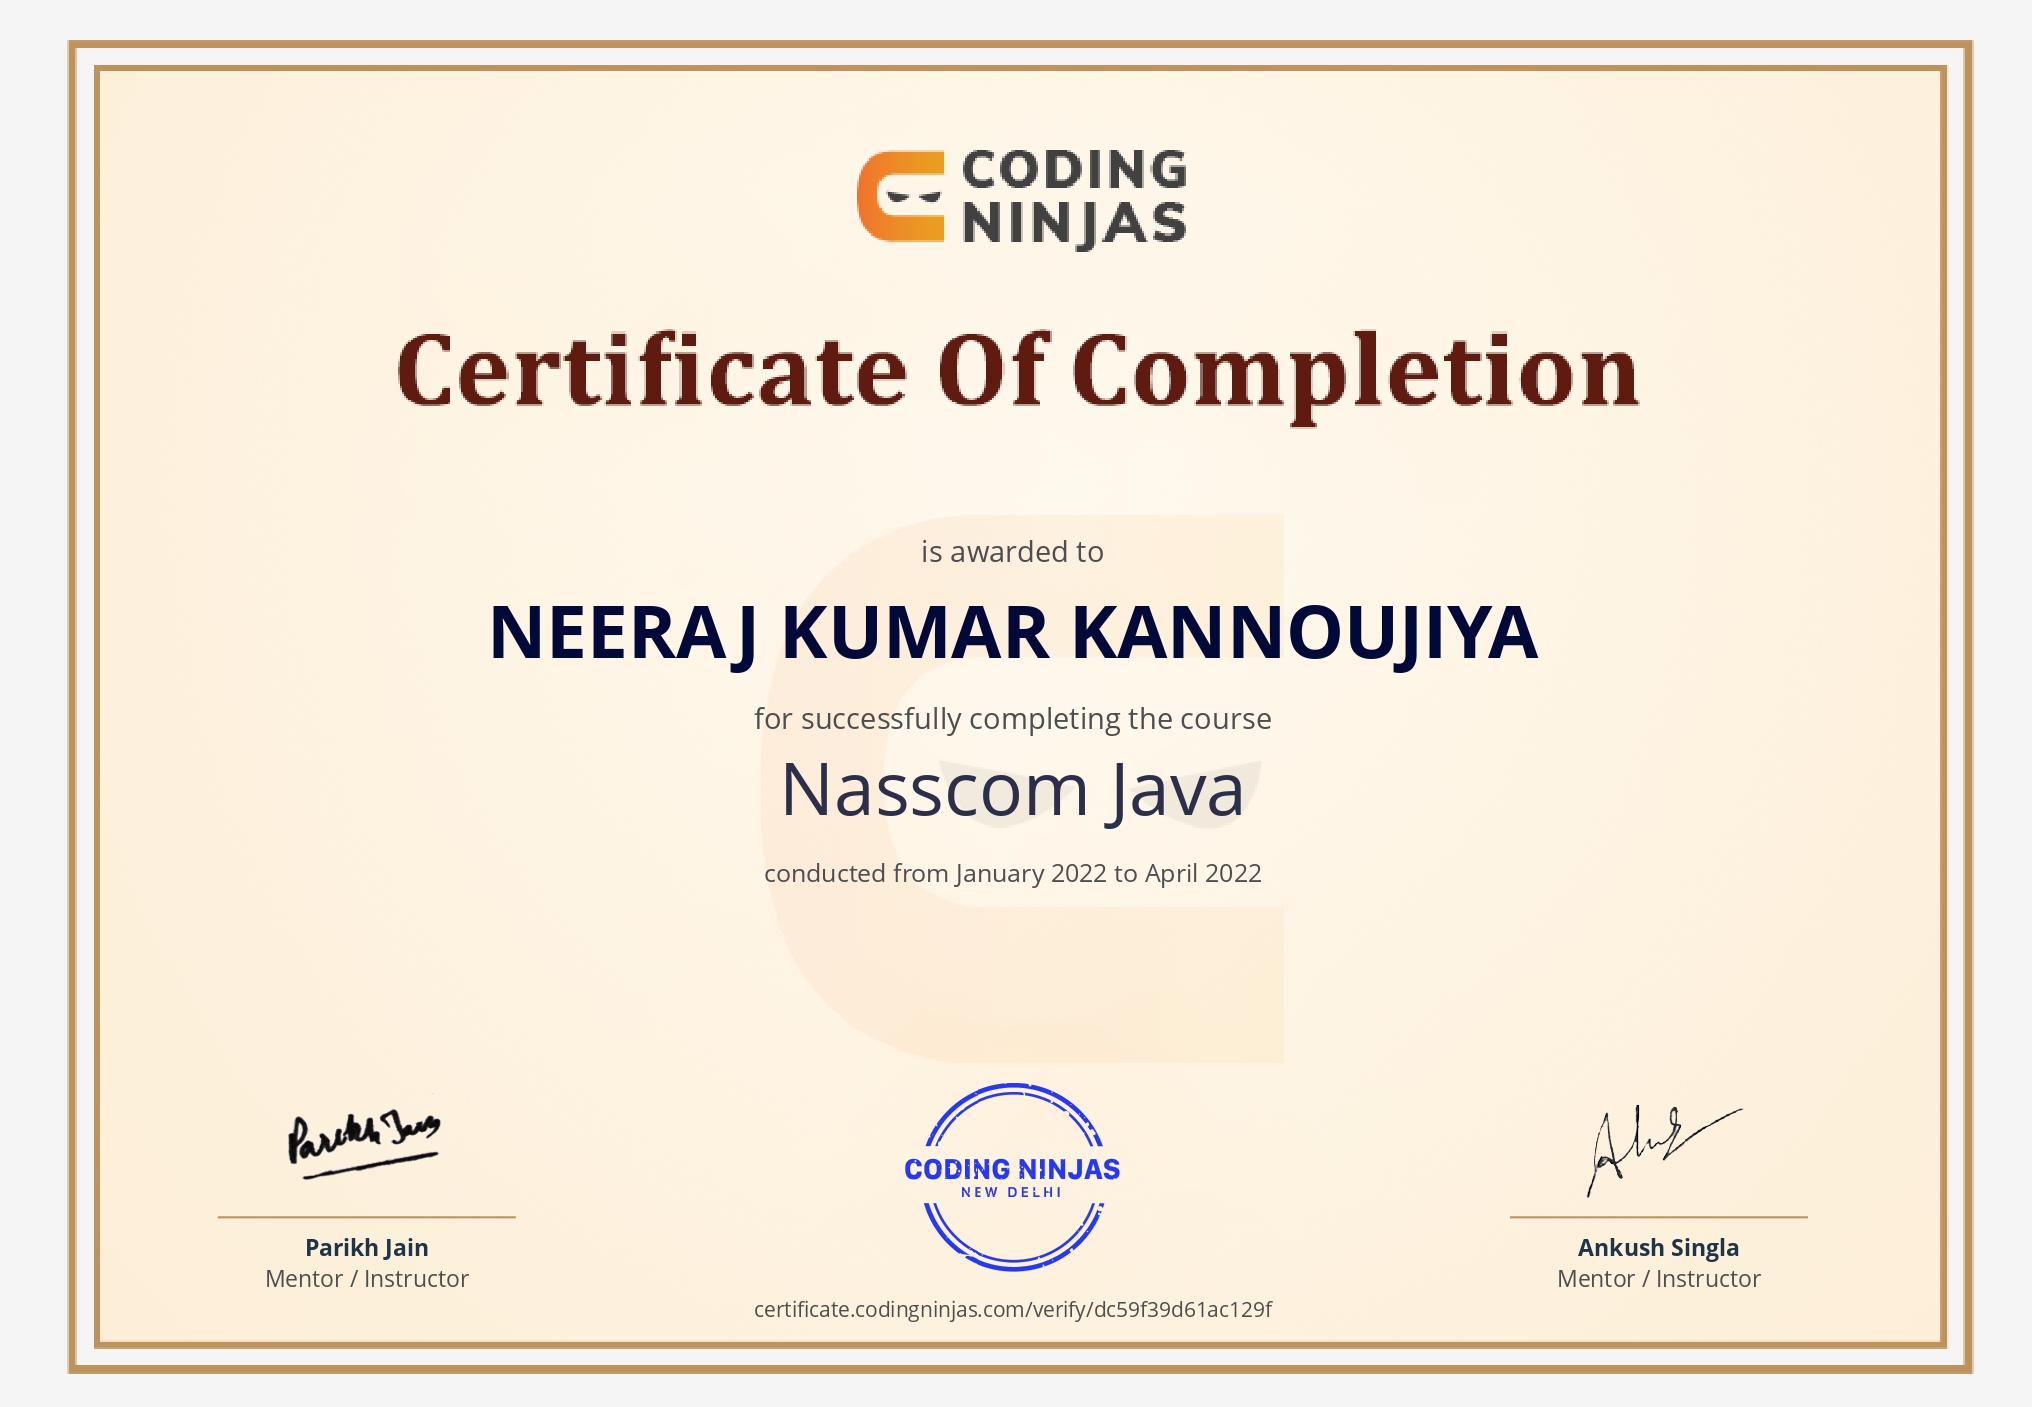 CODING
NINJAS
Certificate Of Completion
is awarded to
NEERAJ KUMAR KANNOUJIYA
for successfully completing the course
Nasscom Java
conducted from January 2022 to April 2022
Parikh Jain
CODING NINJAS
NEW DELHI
Parikh Jain
Mentor / Instructor
Ankush Singla
Mentor / Instructor
certificate.codingninjas.com/verify/dc59f39d61ac129f